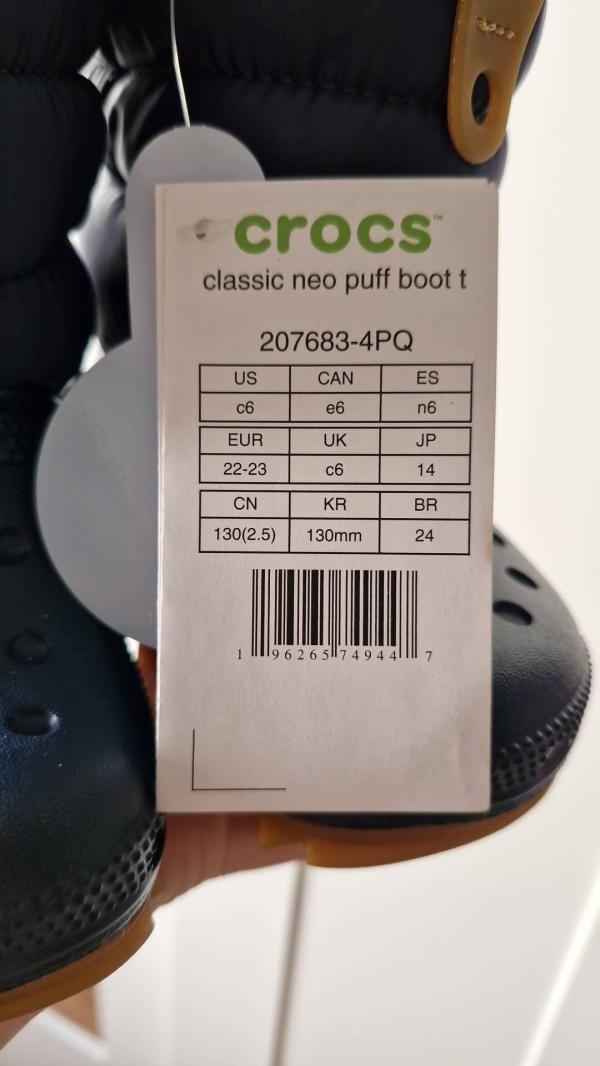 crocs™
classic neo puff boot t
207683-4PQ
US CAN ES
c6 e6 n6
EUR UK JP
22-23 c6 14
CN KR BR
130(2.5) 130mm 24
1 96265 74944 7